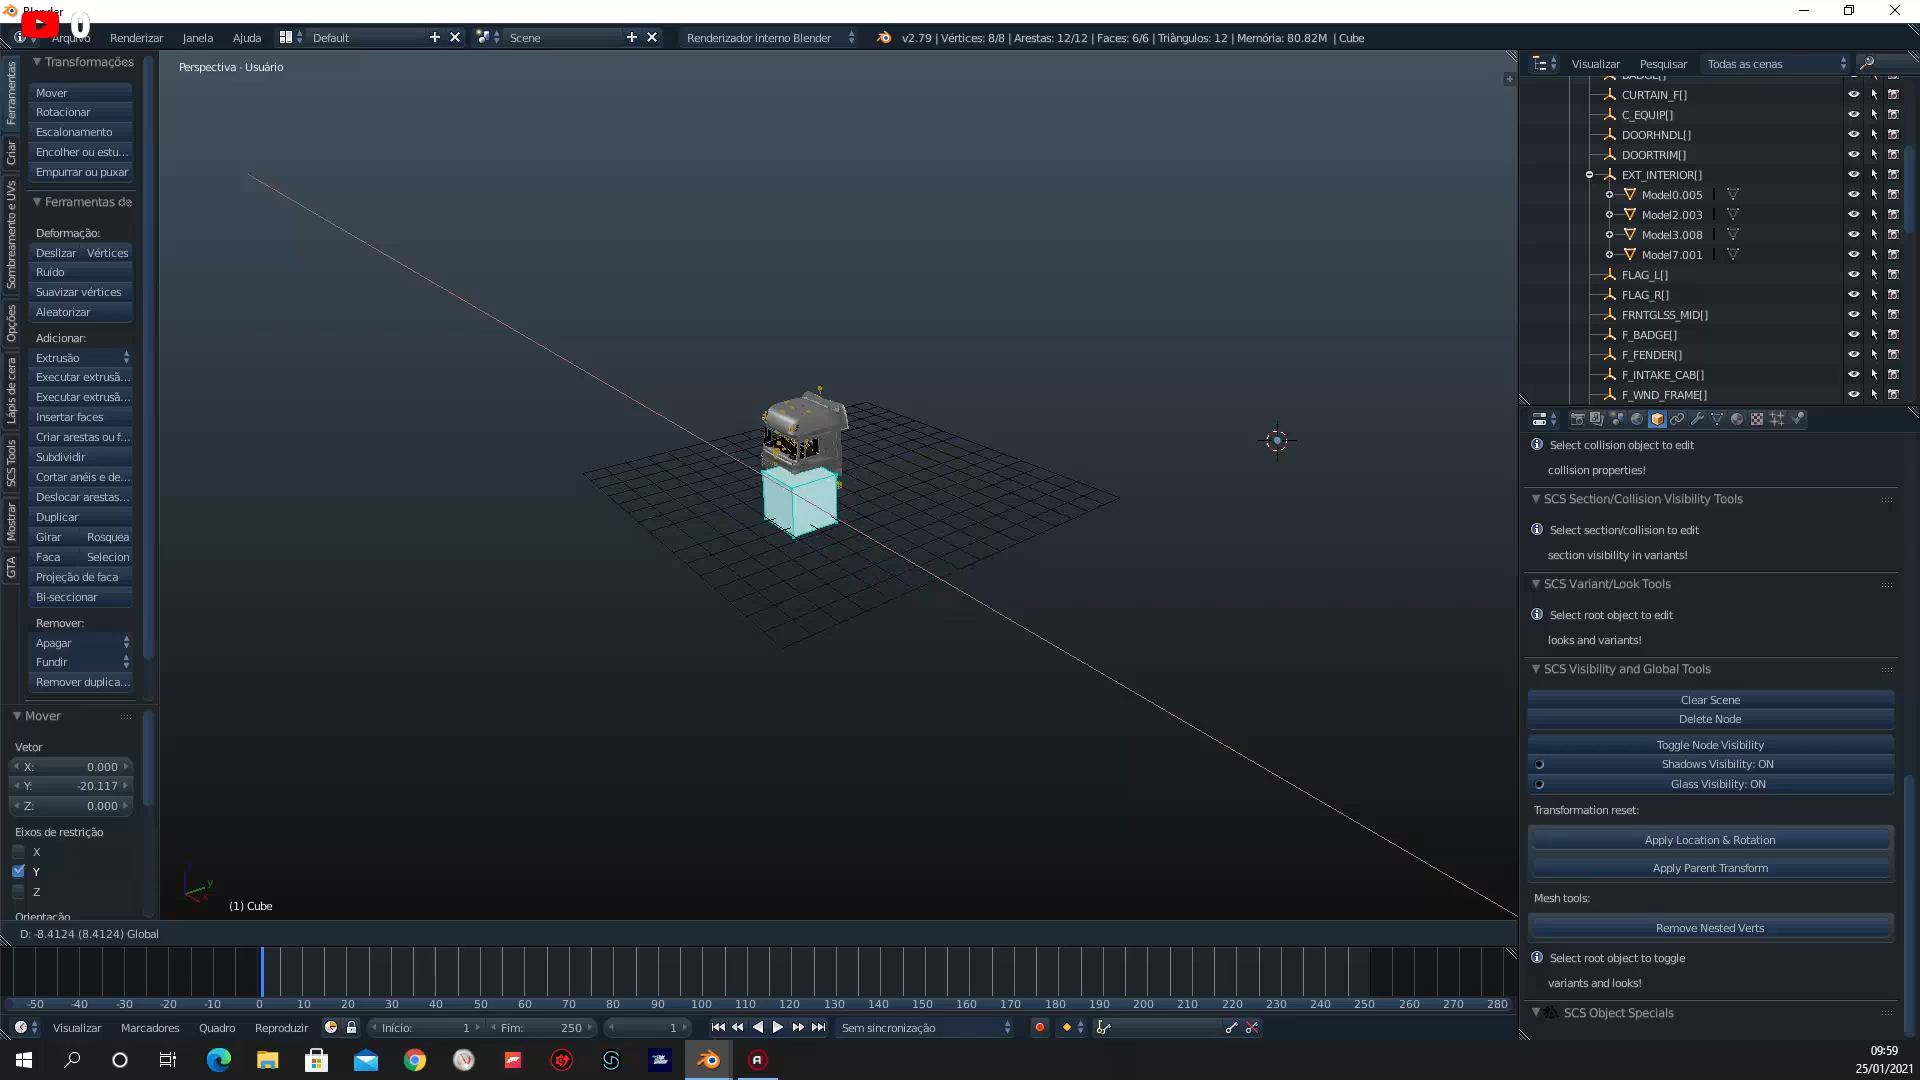 Blender
0
Arquivo Renderizar Janela Ajuda Default Scene Renderizador interno Blender v2.79 | Vértices: 8/8 | Arestas: 12/12 | Faces: 6/6 | Triângulos: 12 | Memória: 80.82M | Cube
Ferramentas
Criar
Sombreamento e UVs
Opções
Lápis de cera
SCS Tools
Mostrar
GTA
Transformações
Mover
Rotacionar
Escalonamento
Encolher ou estu...
Empurrar ou puxar
Ferramentas de
Deformação:
Deslizar Vértices
Ruído
Suavizar vértices
Aleatorizar
Adicionar:
Extrusão
Executar extrusã...
Executar extrusã...
Insertar faces
Criar arestas ou f...
Subdividir
Cortar anéis e de...
Deslocar arestas...
Duplicar
Girar Rosquea
Faca Selecion
Projeção de faca
Bi-seccionar
Remover:
Apagar
Fundir
Remover duplica...
Mover
Vetor
X: 0.000
Y: -20.117
Z: 0.000
Eixos de restrição
X
Y
Z
Orientação
Perspectiva - Usuário
y
(1) Cube
D: -8.4124 (8.4124) Global
Visualizar Pesquisar Todas as cenas
BADGE[]
CURTAIN_F[]
C_EQUIP[]
DOORHNDL[]
DOORTRIM[]
EXT_INTERIOR[]
Model0.005
Model2.003
Model3.008
Model7.001
FLAG_L[]
FLAG_R[]
FRNTGLSS_MID[]
F_BADGE[]
F_FENDER[]
F_INTAKE_CAB[]
F_WND_FRAME[]
Select collision object to edit
collision properties!
SCS Section/Collision Visibility Tools
Select section/collision to edit
section visibility in variants!
SCS Variant/Look Tools
Select root object to edit
looks and variants!
SCS Visibility and Global Tools
Clear Scene
Delete Node
Toggle Node Visibility
Shadows Visibility: ON
Glass Visibility: ON
Transformation reset:
Apply Location & Rotation
Apply Parent Transform
Mesh tools:
Remove Nested Verts
Select root object to toggle
variants and looks!
SCS Object Specials
-50 -40 -30 -20 -10 0 10 20 30 40 50 60 70 80 90 100 110 120 130 140 150 160 170 180 190 200 210 220 230 240 250 260 270 280
Visualizar Marcadores Quadro Reproduzir Início: 1 Fim: 250 1 Sem sincronização
09:59
25/01/2021